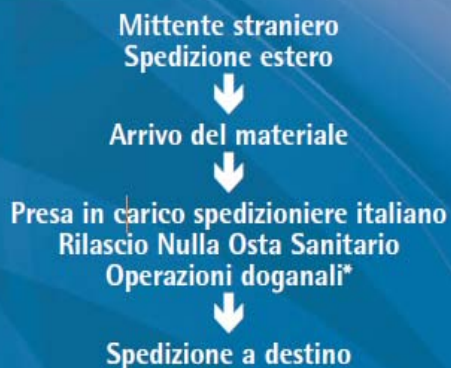 Mittente straniero
Spedizione estero
Arrivo del materiale
Presa in carico spedizioniere italiano
Rilascio Nulla Osta Sanitario
Operazioni doganali*
Spedizione a destino